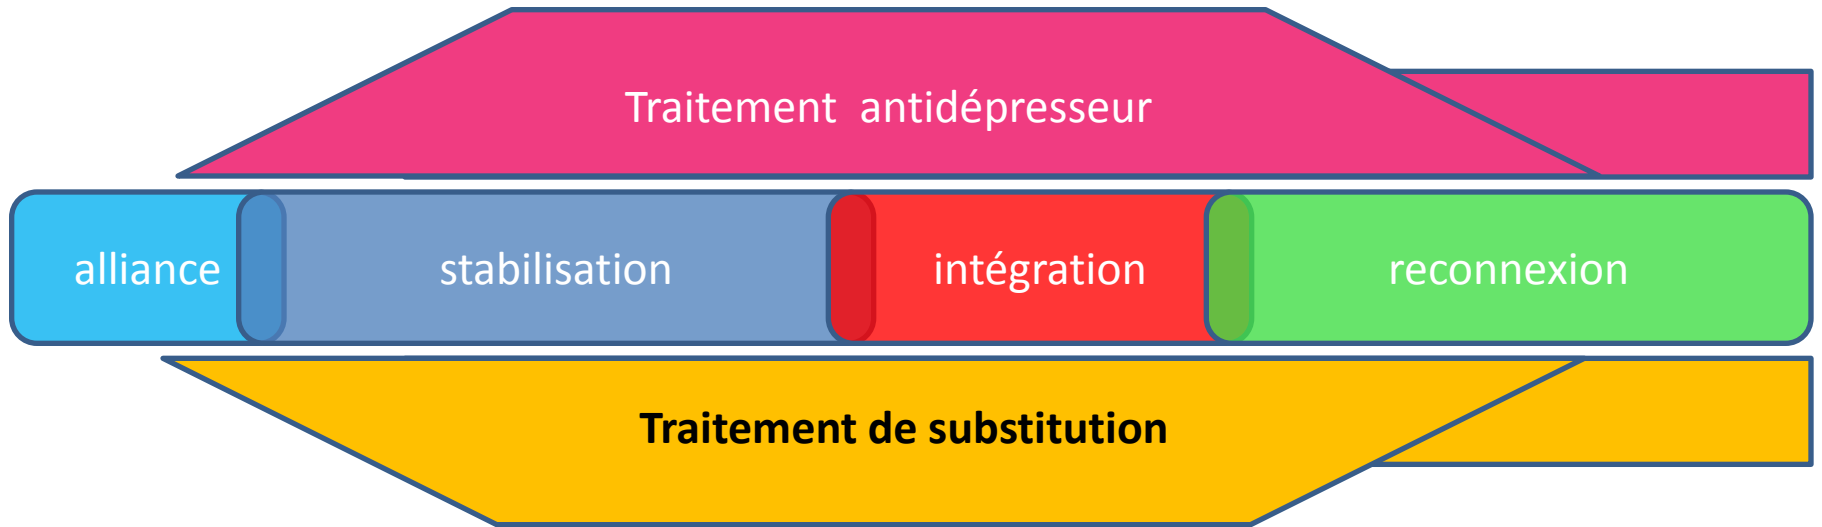 Traitement antidépresseur
alliance
stabilisation
intégration
reconnexion
Traitement de substitution